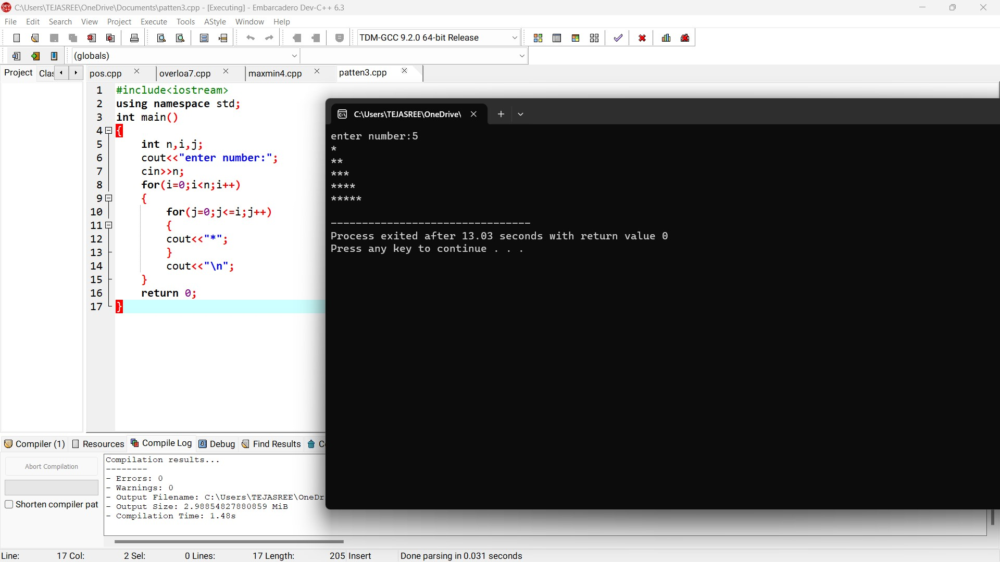 C:\Users\TEJASREE\OneDrive\Documents\patten3.cpp - [Executing] - Embarcadero Dev-C++ 6.3
File Edit Search View Project Execute Tools AStyle Window Help
TDM-GCC 9.2.0 64-bit Release
(globals)
Project Clas pos.cpp overloa7.cpp maxmin4.cpp patten3.cpp
1 #include<iostream>
2 using namespace std;
3 int main()
4 {
5 int n,i,j;
6 cout<<"enter number:";
7 cin>>n;
8 for(i=0;i<n;i++)
9 {
10 for(j=0;j<=i;j++)
11 {
12 cout<<"*";
13 }
14 cout<<"\n";
15 }
16 return 0;
17 }
C:\Users\TEJASREE\OneDrive\
enter number:5
*
**
***
****
*****
--------------------------------
Process exited after 13.03 seconds with return value 0
Press any key to continue . . .
Compiler (1) Resources Compile Log Debug Find Results C
Abort Compilation
Shorten compiler pat
Compilation results...
--------
- Errors: 0
- Warnings: 0
- Output Filename: C:\Users\TEJASREE\OneDr
- Output Size: 2.98854827880859 MiB
- Compilation Time: 1.48s
Line: 17 Col: 2 Sel: 0 Lines: 17 Length: 205 Insert Done parsing in 0.031 seconds